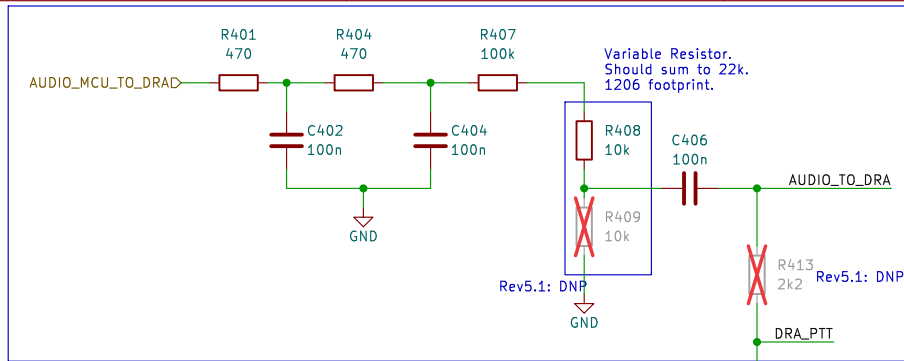 R401
470
R404
470
R407
100k
Variable Resistor.
Should sum to 22k.
1206 footprint.
AUDIO_MCU_TO_DRA
C402
100n
C404
100n
R408
10k
C406
100n
AUDIO_TO_DRA
GND
R409
10k
Rev5.1: DNP
GND
R413
2k2
Rev5.1: DNP
DRA_PTT